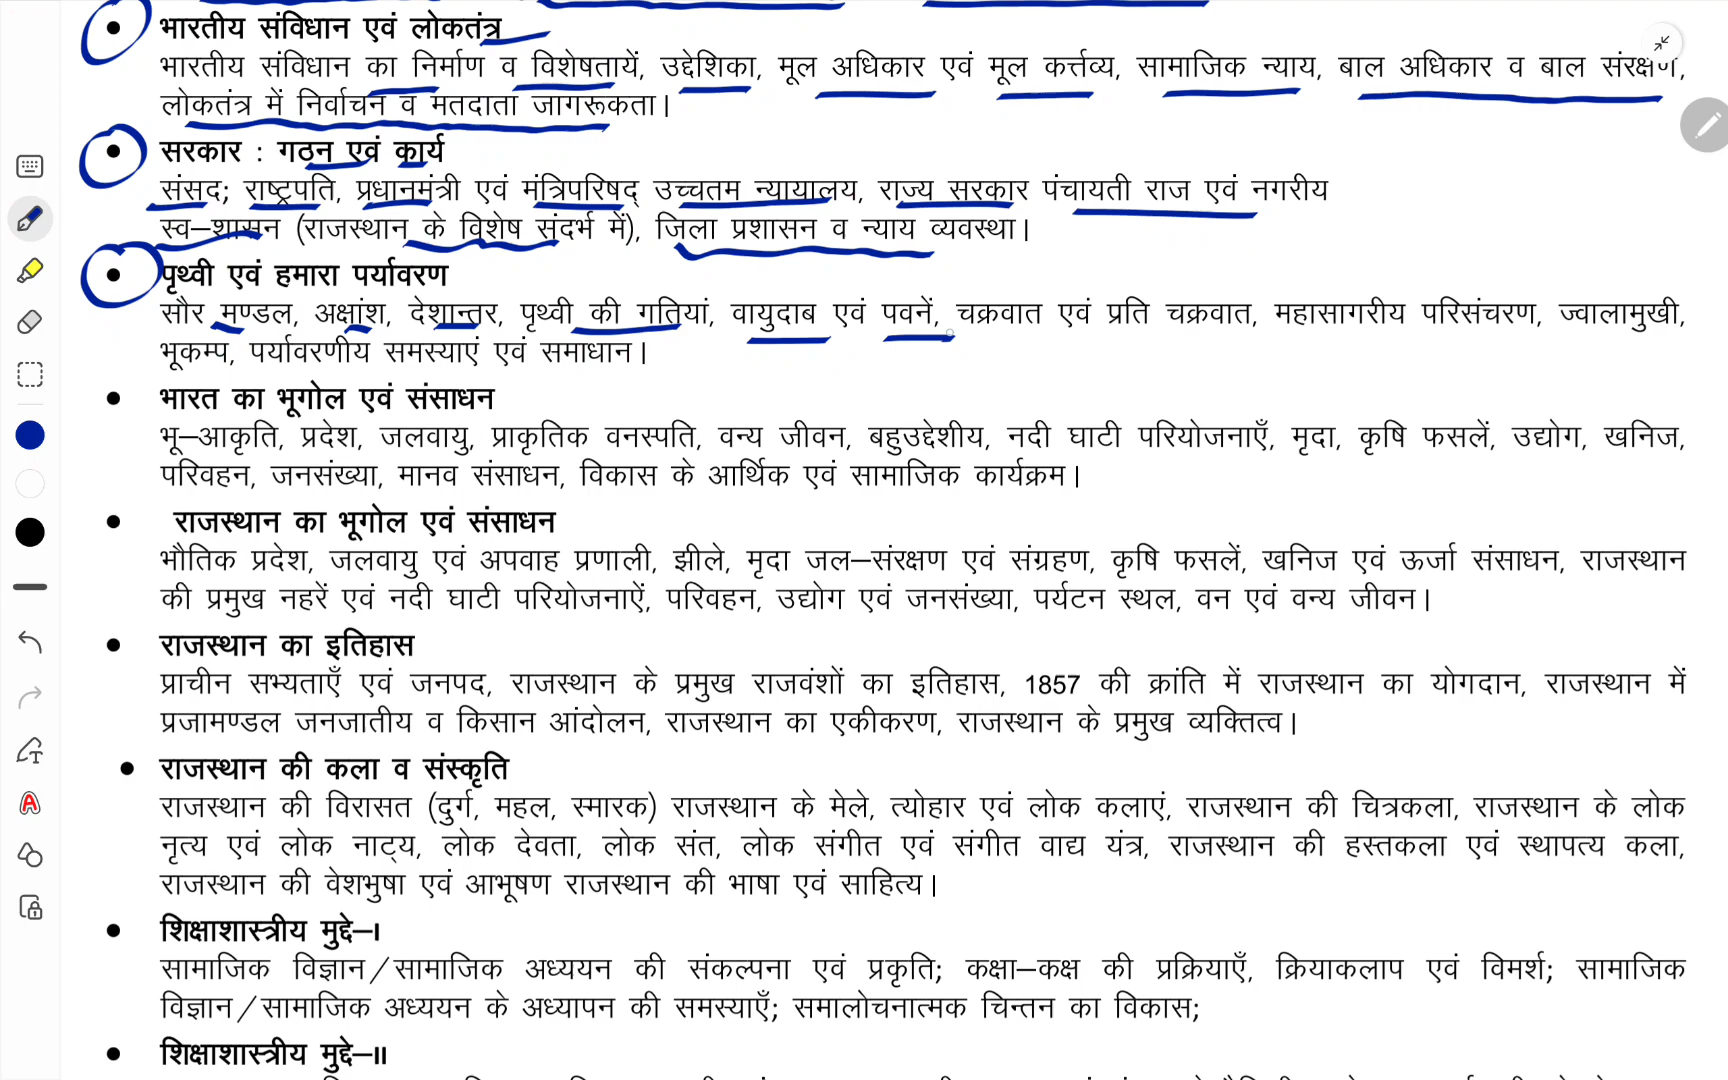 भारतीय संविधान एवं लोकतंत्र
भारतीय संविधान का निर्माण व विशेषतायें, उद्देशिका, मूल अधिकार एवं मूल कर्त्तव्य, सामाजिक न्याय, बाल अधिकार व बाल संरक्षण,
लोकतंत्र में निर्वाचन व मतदाता जागरूकता।
सरकार : गठन एवं कार्य
संसद; राष्ट्रपति, प्रधानमंत्री एवं मंत्रिपरिषद् उच्चतम न्यायालय, राज्य सरकार पंचायती राज एवं नगरीय
स्व–शासन (राजस्थान के विशेष संदर्भ में), जिला प्रशासन व न्याय व्यवस्था।
पृथ्वी एवं हमारा पर्यावरण
सौर मण्डल, अक्षांश, देशान्तर, पृथ्वी की गतियां, वायुदाब एवं पवनें, चक्रवात एवं प्रति चक्रवात, महासागरीय परिसंचरण, ज्वालामुखी,
भूकम्प, पर्यावरणीय समस्याएं एवं समाधान।
भारत का भूगोल एवं संसाधन
भू–आकृति, प्रदेश, जलवायु, प्राकृतिक वनस्पति, वन्य जीवन, बहुउद्देशीय, नदी घाटी परियोजनाएँ, मृदा, कृषि फसलें, उद्योग, खनिज,
परिवहन, जनसंख्या, मानव संसाधन, विकास के आर्थिक एवं सामाजिक कार्यक्रम।
राजस्थान का भूगोल एवं संसाधन
भौतिक प्रदेश, जलवायु एवं अपवाह प्रणाली, झीले, मृदा जल–संरक्षण एवं संग्रहण, कृषि फसलें, खनिज एवं ऊर्जा संसाधन, राजस्थान
की प्रमुख नहरें एवं नदी घाटी परियोजनाऐं, परिवहन, उद्योग एवं जनसंख्या, पर्यटन स्थल, वन एवं वन्य जीवन।
राजस्थान का इतिहास
प्राचीन सभ्यताएँ एवं जनपद, राजस्थान के प्रमुख राजवंशों का इतिहास, 1857 की क्रांति में राजस्थान का योगदान, राजस्थान में
प्रजामण्डल जनजातीय व किसान आंदोलन, राजस्थान का एकीकरण, राजस्थान के प्रमुख व्यक्तित्व।
राजस्थान की कला व संस्कृति
राजस्थान की विरासत (दुर्ग, महल, स्मारक) राजस्थान के मेले, त्योहार एवं लोक कलाएं, राजस्थान की चित्रकला, राजस्थान के लोक
नृत्य एवं लोक नाट्य, लोक देवता, लोक संत, लोक संगीत एवं संगीत वाद्य यंत्र, राजस्थान की हस्तकला एवं स्थापत्य कला,
राजस्थान की वेशभुषा एवं आभूषण राजस्थान की भाषा एवं साहित्य।
शिक्षाशास्त्रीय मुद्दे–I
सामाजिक विज्ञान/सामाजिक अध्ययन की संकल्पना एवं प्रकृति; कक्षा–कक्ष की प्रक्रियाएँ, क्रियाकलाप एवं विमर्श; सामाजिक
विज्ञान/सामाजिक अध्ययन के अध्यापन की समस्याएँ; समालोचनात्मक चिन्तन का विकास;
शिक्षाशास्त्रीय मुद्दे–II